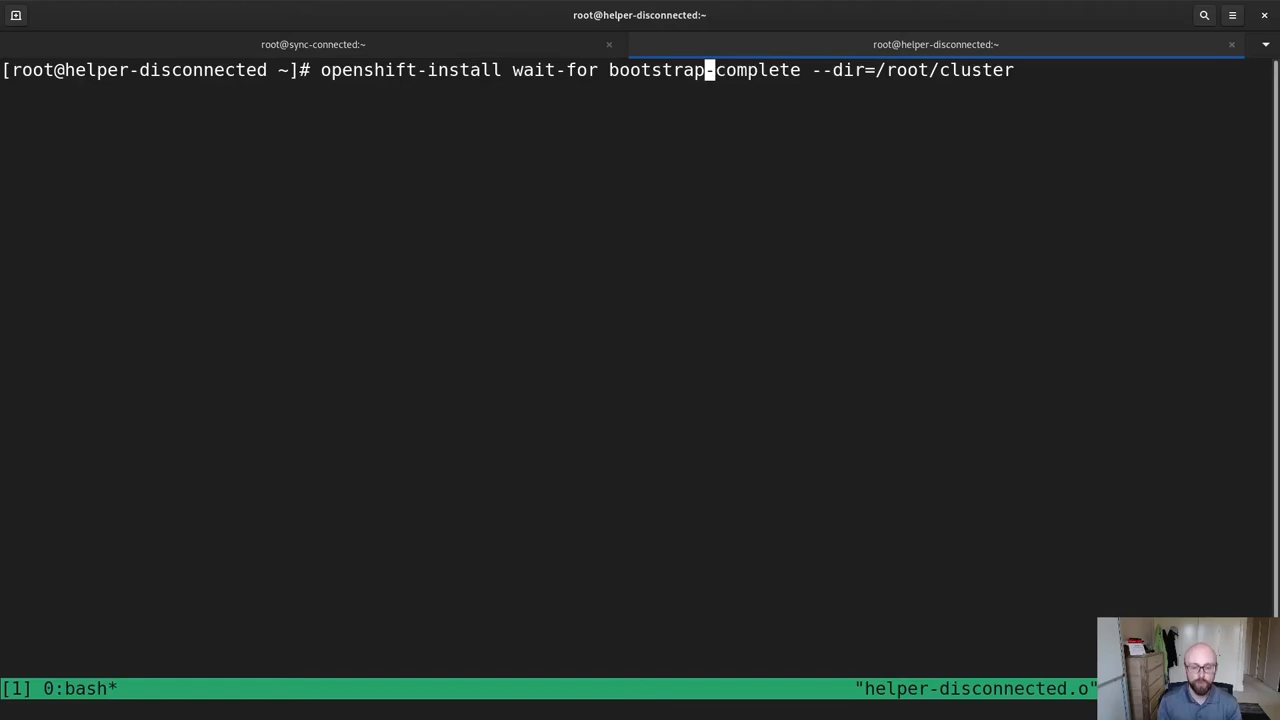 root@helper-disconnected:~
root@sync-connected:~
root@helper-disconnected:~
[root@helper-disconnected ~]# openshift-install wait-for bootstrap-complete --dir=/root/cluster
[1] 0:bash*
"helper-disconnected.o"